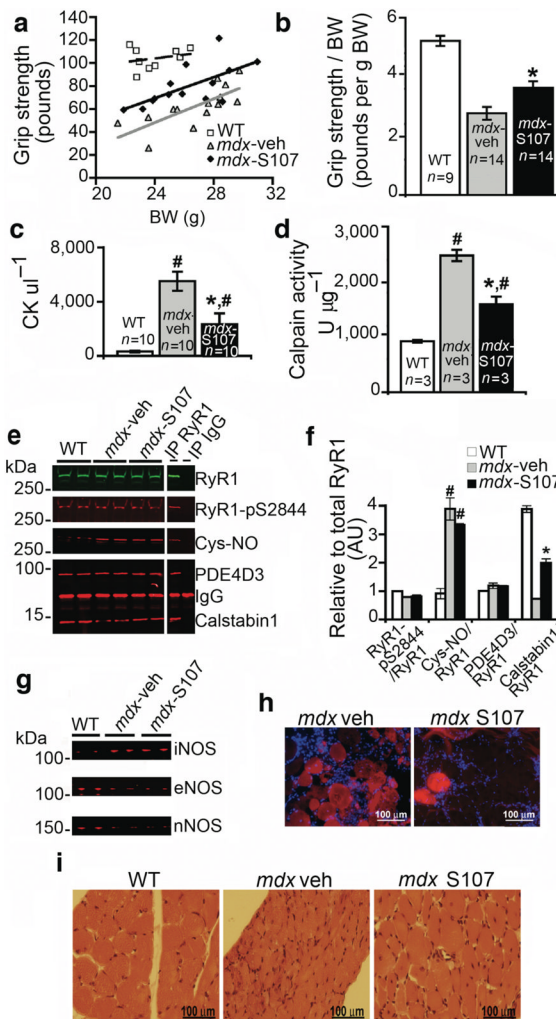 a
Grip strength
(pounds)
140
120
100
80
60
40
20
0
20
24
28
32
BW (g)
WT
mdx-veh
mdx-S107
b
Grip strength / BW
(pounds per g BW)
6
4
2
0
WT
n=9
mdx-
veh
n=14
*
mdx-
S107
n=14
c
CK ul⁻¹
8,000
4,000
0
WT
n=10
#
mdx-
veh
n=10
*,#
mdx-
S107
n=10
d
Calpain activity
U µg⁻¹
3,000
2,000
1,000
0
WT
n=3
#
mdx
veh
n=3
*,#
mdx-
S107
n=3
e
WT
mdx-veh
mdx-S107
IP RyR1
IP IgG
kDa
250
RyR1
250
RyR1-pS2844
250
Cys-NO
100
PDE4D3
IgG
15
Calstabin1
f
WT
mdx-veh
mdx-S107
Relative to total RyR1
(AU)
6
4
2
0
#
#
*
RyR1-
pS2844
/RyR1
Cys-NO/
RyR1
PDE4D3/
RyR1
Calstabin1/
RyR1
g
WT
mdx-veh
mdx-S107
kDa
100
iNOS
100
eNOS
150
nNOS
h
mdx veh
mdx S107
100 µm
100 µm
i
WT
mdx veh
mdx S107
100 µm
100 µm
100 µm